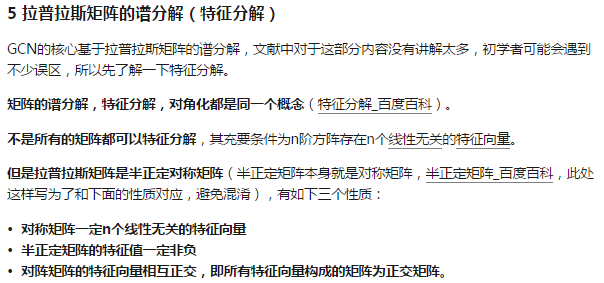 5 拉普拉斯矩阵的谱分解（特征分解）
GCN的核心基于拉普拉斯矩阵的谱分解，文献中对于这部分内容没有讲解太多，初学者可能会遇到
不少误区，所以先了解一下特征分解。
矩阵的谱分解，特征分解，对角化都是同一个概念（特征分解_百度百科）。
不是所有的矩阵都可以特征分解，其充要条件为n阶方阵存在n个线性无关的特征向量。
但是拉普拉斯矩阵是半正定对称矩阵（半正定矩阵本身就是对称矩阵，半正定矩阵_百度百科，此处
这样写为了和下面的性质对应，避免混淆），有如下三个性质：
• 对称矩阵一定n个线性无关的特征向量
• 半正定矩阵的特征值一定非负
• 对阵矩阵的特征向量相互正交，即所有特征向量构成的矩阵为正交矩阵。